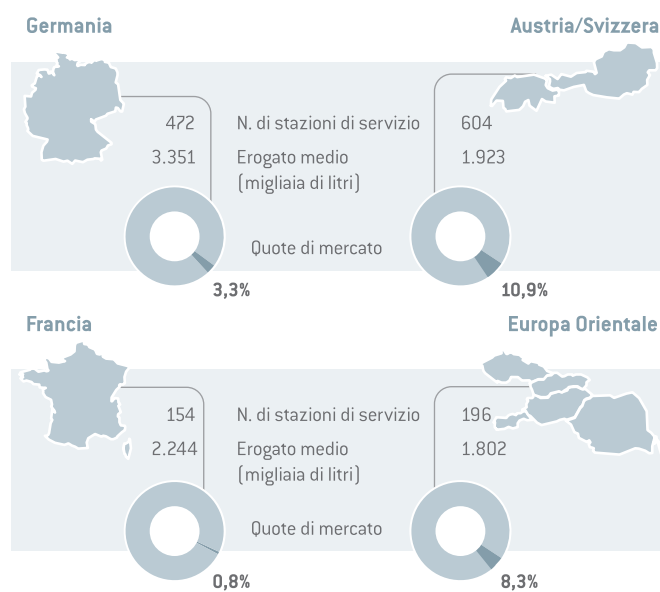 Germania
Austria/Svizzera
472 N. di stazioni di servizio 604
3.351 Erogato medio 1.923
(migliaia di litri)
Quote di mercato
3,3% 10,9%
Francia
Europa Orientale
154 N. di stazioni di servizio 196
2.244 Erogato medio 1.802
(migliaia di litri)
Quote di mercato
0,8% 8,3%